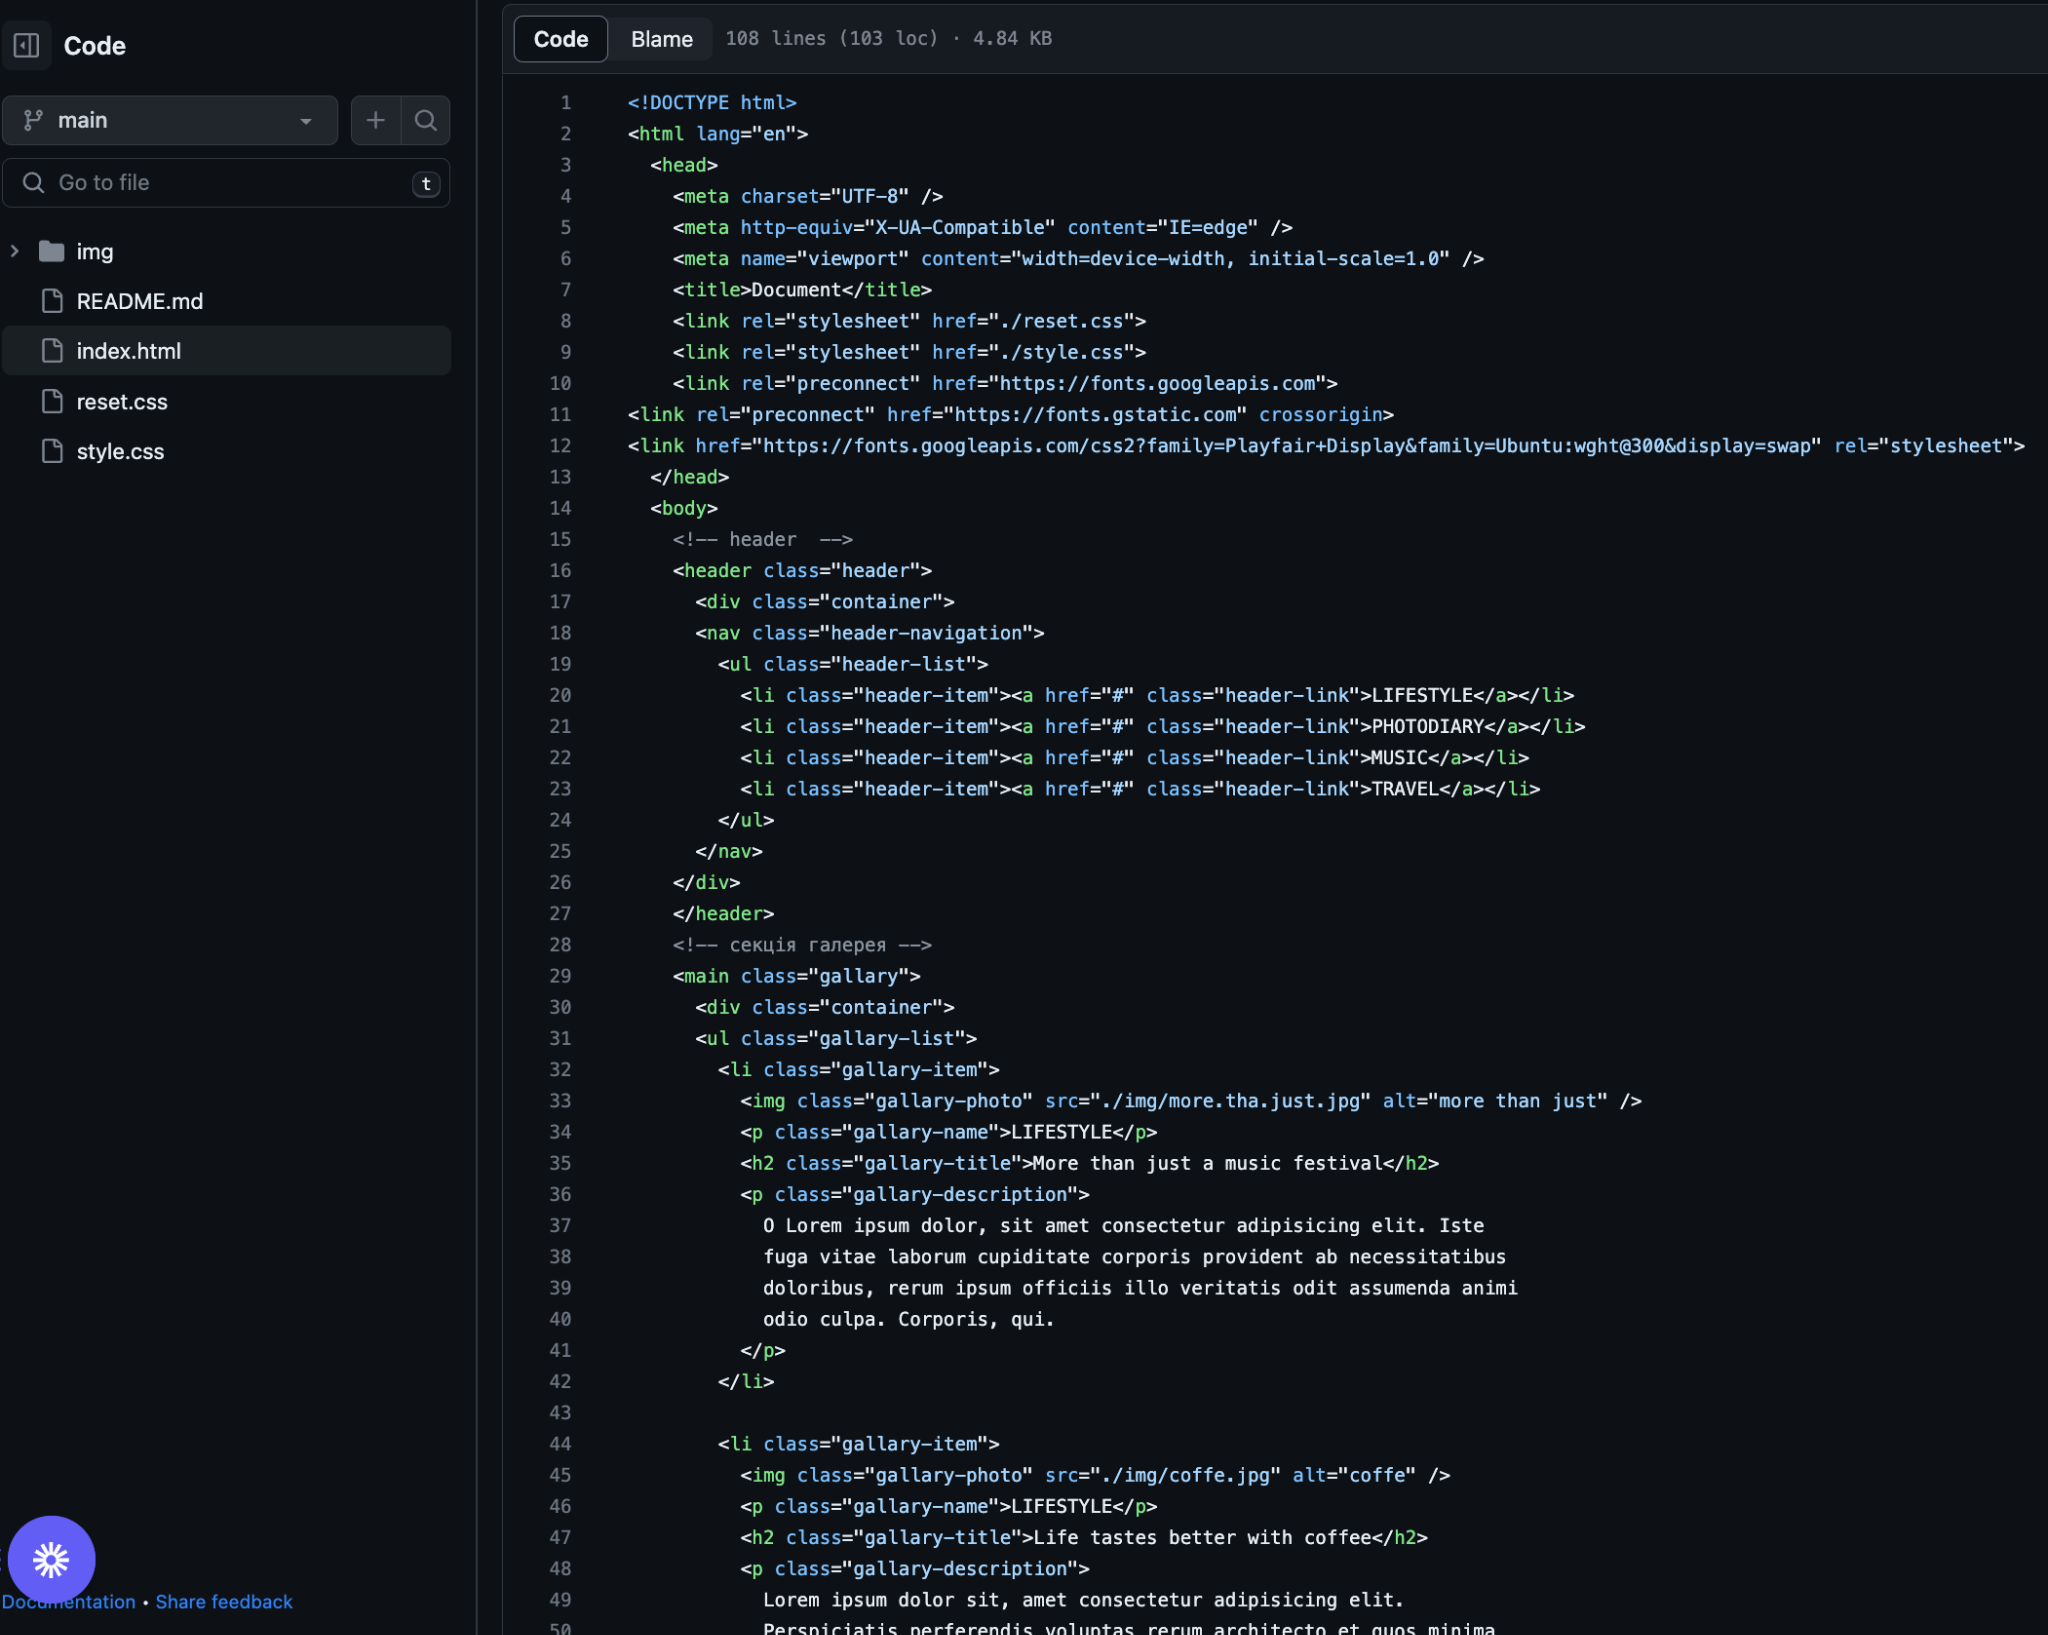 Code
main
Go to file
t
img
README.md
index.html
reset.css
style.css
Documentation • Share feedback
Code Blame 108 lines (103 loc) · 4.84 KB
1 <!DOCTYPE html>
2 <html lang="en">
3 <head>
4 <meta charset="UTF-8" />
5 <meta http-equiv="X-UA-Compatible" content="IE=edge" />
6 <meta name="viewport" content="width=device-width, initial-scale=1.0" />
7 <title>Document</title>
8 <link rel="stylesheet" href="./reset.css">
9 <link rel="stylesheet" href="./style.css">
10 <link rel="preconnect" href="https://fonts.googleapis.com">
11 <link rel="preconnect" href="https://fonts.gstatic.com" crossorigin>
12 <link href="https://fonts.googleapis.com/css2?family=Playfair+Display&family=Ubuntu:wght@300&display=swap" rel="stylesheet">
13 </head>
14 <body>
15 <!-- header  -->
16 <header class="header">
17 <div class="container">
18 <nav class="header-navigation">
19 <ul class="header-list">
20 <li class="header-item"><a href="#" class="header-link">LIFESTYLE</a></li>
21 <li class="header-item"><a href="#" class="header-link">PHOTODIARY</a></li>
22 <li class="header-item"><a href="#" class="header-link">MUSIC</a></li>
23 <li class="header-item"><a href="#" class="header-link">TRAVEL</a></li>
24 </ul>
25 </nav>
26 </div>
27 </header>
28 <!-- секція галерея -->
29 <main class="gallary">
30 <div class="container">
31 <ul class="gallary-list">
32 <li class="gallary-item">
33 <img class="gallary-photo" src="./img/more.tha.just.jpg" alt="more than just" />
34 <p class="gallary-name">LIFESTYLE</p>
35 <h2 class="gallary-title">More than just a music festival</h2>
36 <p class="gallary-description">
37 O Lorem ipsum dolor, sit amet consectetur adipisicing elit. Iste
38 fuga vitae laborum cupiditate corporis provident ab necessitatibus
39 doloribus, rerum ipsum officiis illo veritatis odit assumenda animi
40 odio culpa. Corporis, qui.
41 </p>
42 </li>
43
44 <li class="gallary-item">
45 <img class="gallary-photo" src="./img/coffe.jpg" alt="coffe" />
46 <p class="gallary-name">LIFESTYLE</p>
47 <h2 class="gallary-title">Life tastes better with coffee</h2>
48 <p class="gallary-description">
49 Lorem ipsum dolor sit, amet consectetur adipisicing elit.
50 Perspiciatis perferendis voluptas rerum architecto et quos minima